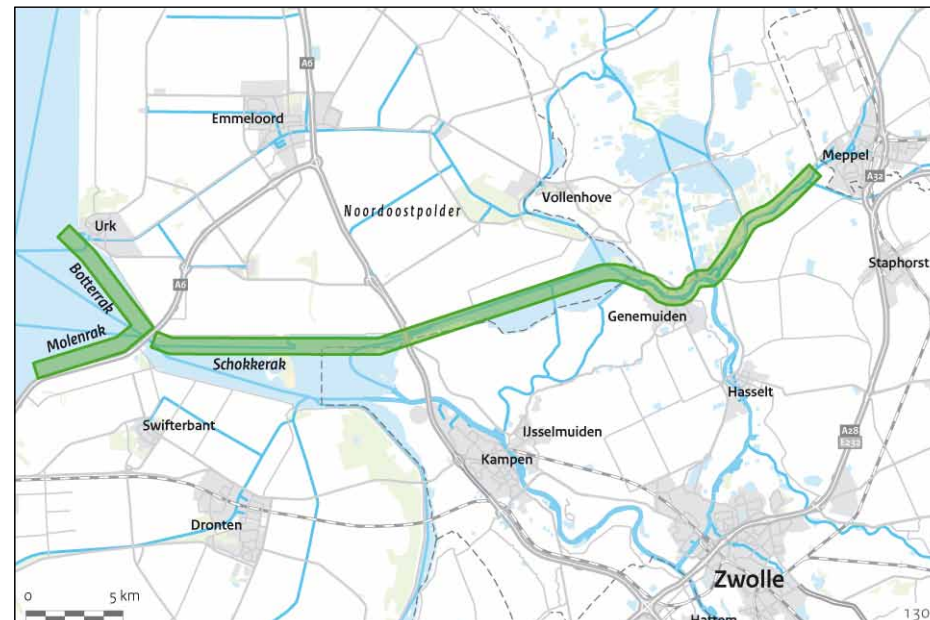 A6
Emmeloord
Meppel
A32
Vollenhove
Noordoostpolder
Urk
Staphorst
Botterrak
A6
Genemuiden
Molenrak
Schokkerak
Hasselt
Swifterbant
IJsselmuiden
A28
E232
Kampen
Dronten
Zwolle
0 5 km
Hattem
130